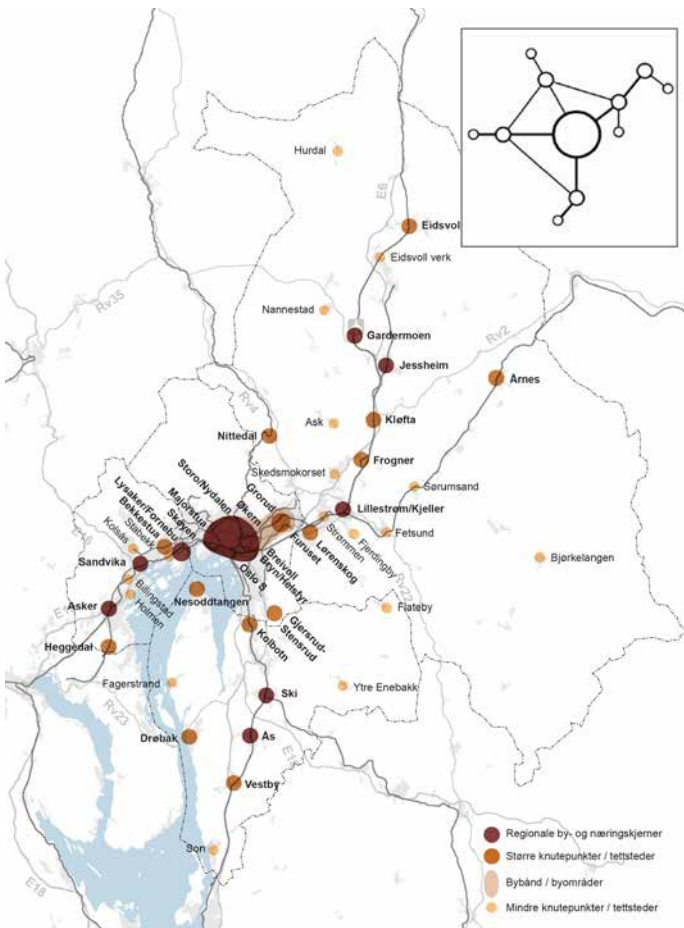 Hurdal
E6
Eidsvol
Eidsvoll verk
Rv35
Nannestad
Gardermoen
Rv2
Jessheim
Årnes
Rv4
Ask
Kløfta
Nittedal
Frogner
Skedsmokorset
Sørumsand
Storo/Nydalen
Grorud
Økern
Lillestrøm/Kjeller
Majorstua
Lysaker/Fornebu
Skøyen
Bekkestua
Stabekk
Kolsås
Strømmen
Fjerdingby
Fetsund
Furuset
Lørenskog
Breivoll
Bryn/Helsfyr
Oslo S
Bjørkelangen
Sandvika
Billingstad
Holmen
Nesoddtangen
Rv22
Asker
Flateby
Gjersrud-
Stensrud
Kolbotn
Heggedal
Fagerstrand
Ytre Enebakk
Ski
Rv23
Drøbak
Ås
Vestby
Son
E18
Regionale by- og næringskjerner
Større knutepunkter / tettsteder
Bybånd / byområder
Mindre knutepunkter / tettsteder